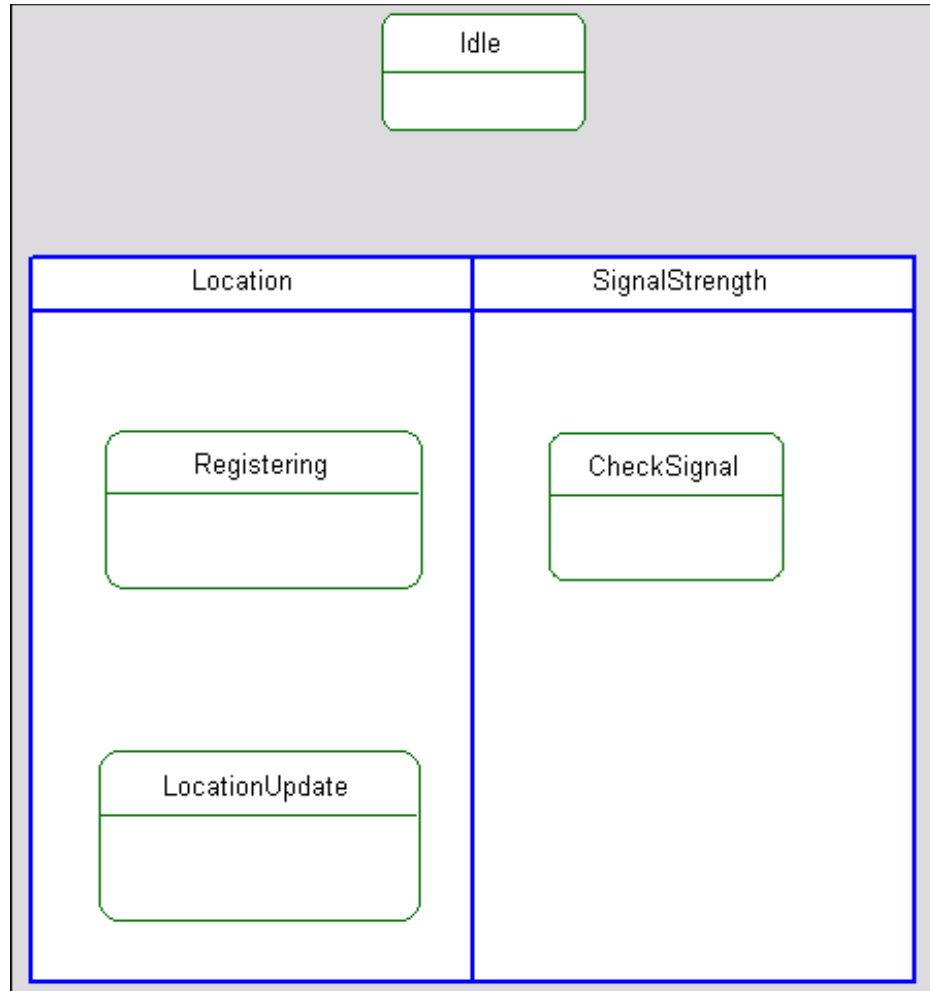 Idle
Location
SignalStrength
Registering
CheckSignal
LocationUpdate